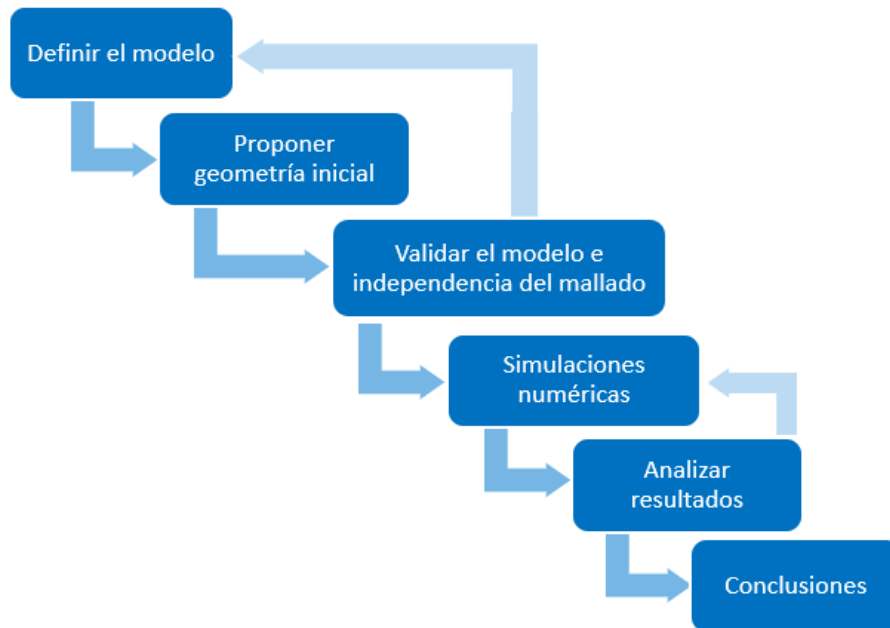 Definir el modelo
Proponer
geometría inicial
Validar el modelo e
independencia del mallado
Simulaciones
numéricas
Analizar
resultados
Conclusiones